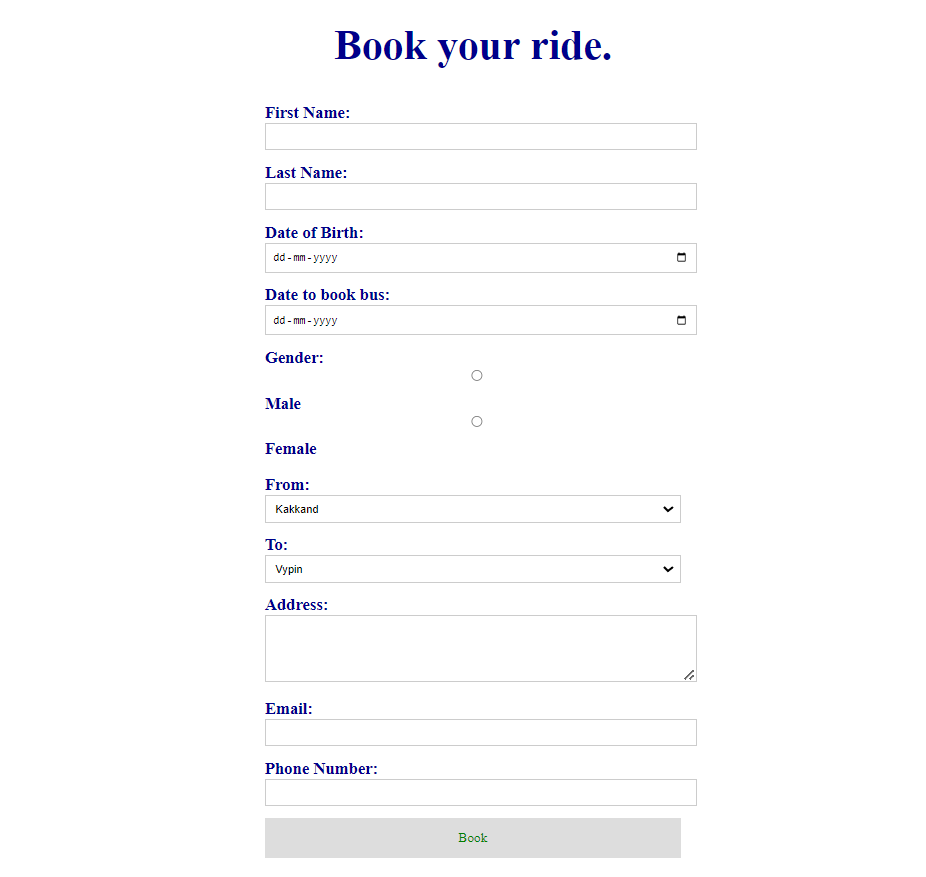 Book your ride.
First Name:
Last Name:
Date of Birth:
dd-mm-yyyy
Date to book bus:
dd-mm-yyyy
Gender:
Male
Female
From:
Kakkand
To:
Vypin
Address:
Email:
Phone Number:
Book